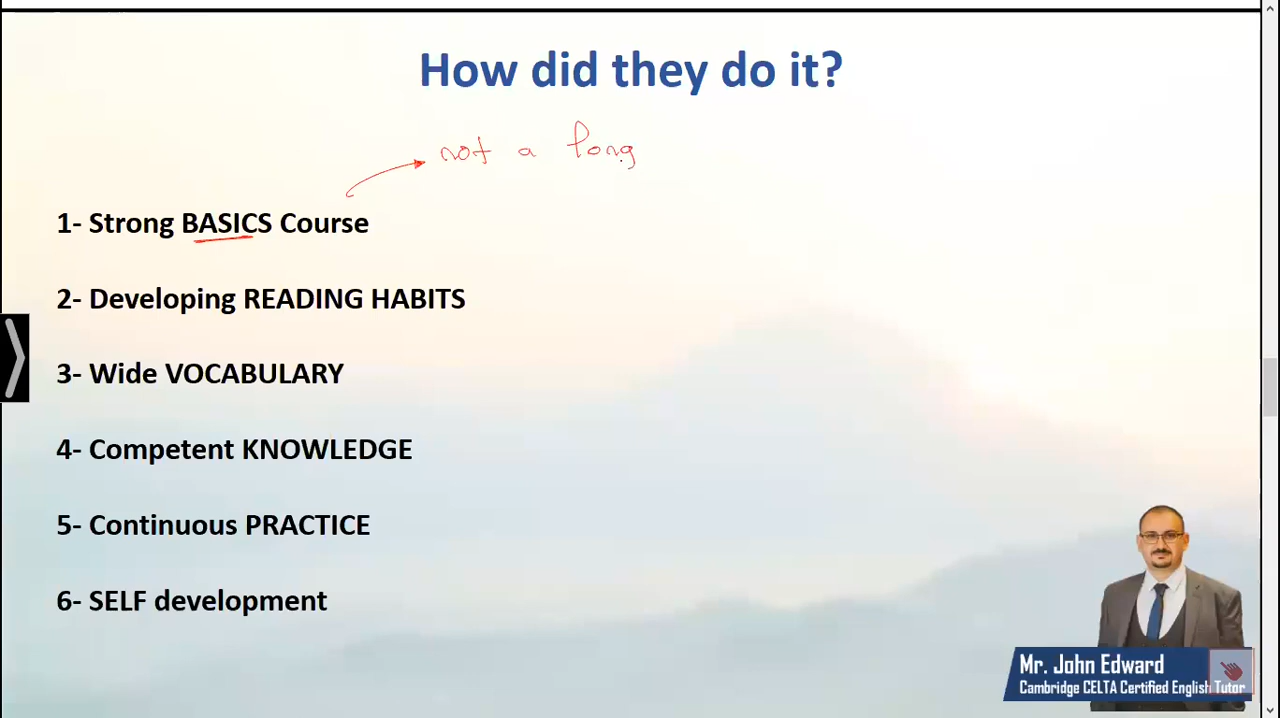 How did they do it?
not a long
1- Strong BASICS Course
2- Developing READING HABITS
3- Wide VOCABULARY
4- Competent KNOWLEDGE
5- Continuous PRACTICE
6- SELF development
Mr. John Edward
Cambridge CELTA Certified English Tutor